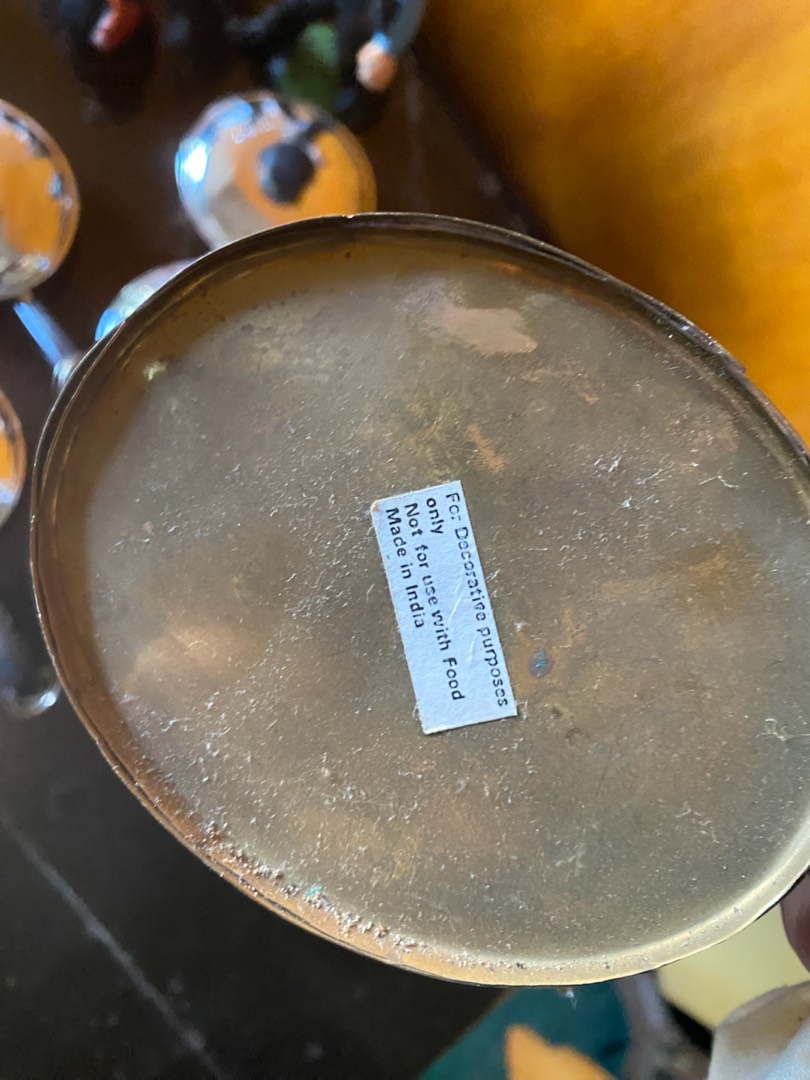 For Decorative purposes
only
Not for use with Food
Made in India